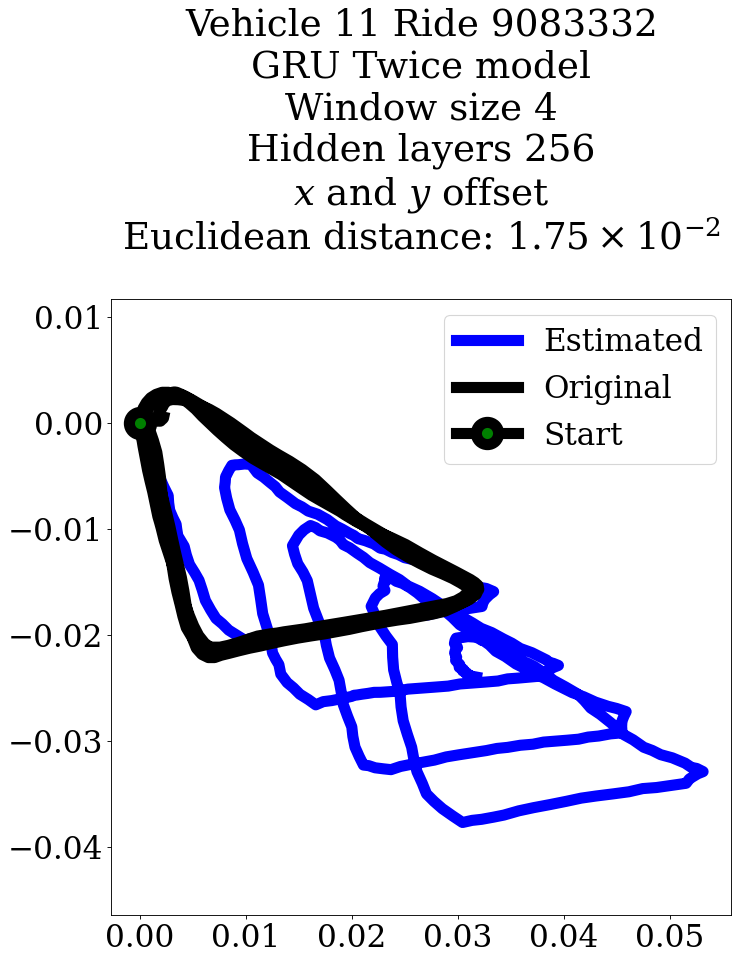 Vehicle 11 Ride 9083332
GRU Twice model
Window size 4
Hidden layers 256
x and y offset
Euclidean distance: 1.75 × 10⁻²
Estimated
Original
Start
0.01
0.00
−0.01
−0.02
−0.03
−0.04
0.00 0.01 0.02 0.03 0.04 0.05